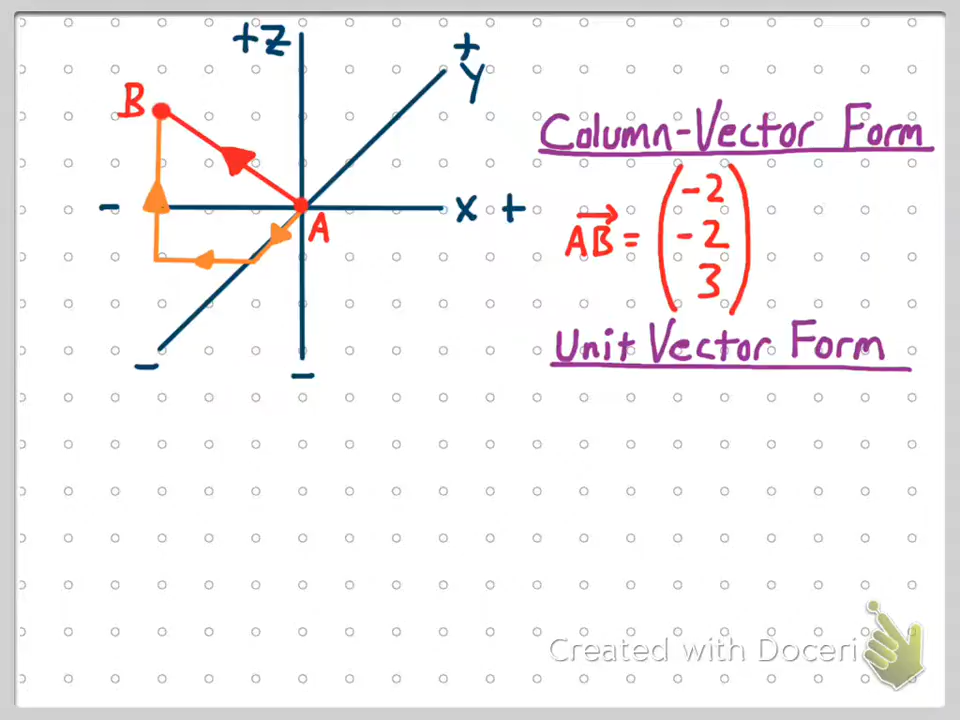 +Z
+
Y
B
Column-Vector Form
- X +
A
AB = (-2
-2
3)
Unit Vector Form
-
-
Created with Doceri